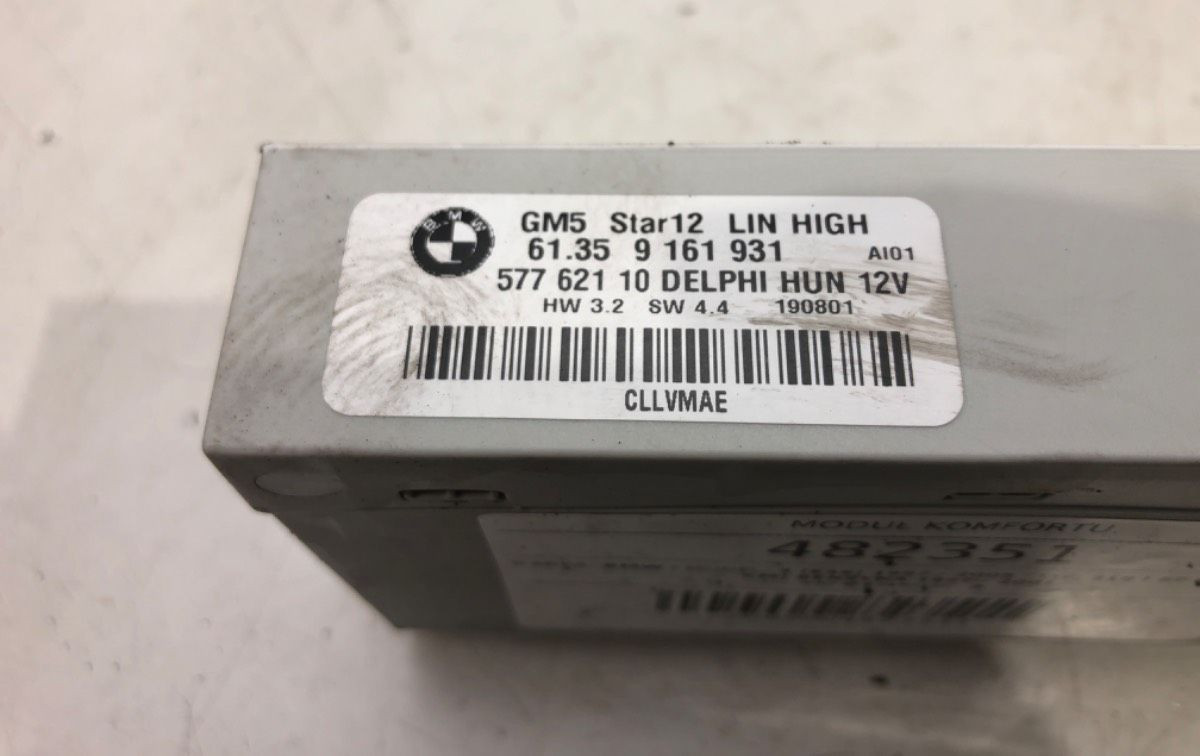 BMW
GM5 Star12 LIN HIGH
61.35 9 161 931 AI01
577 621 10 DELPHI HUN 12V
HW 3.2 SW 4.4 190801
CLLVMAE
MODUŁ KOMFORTU
482351